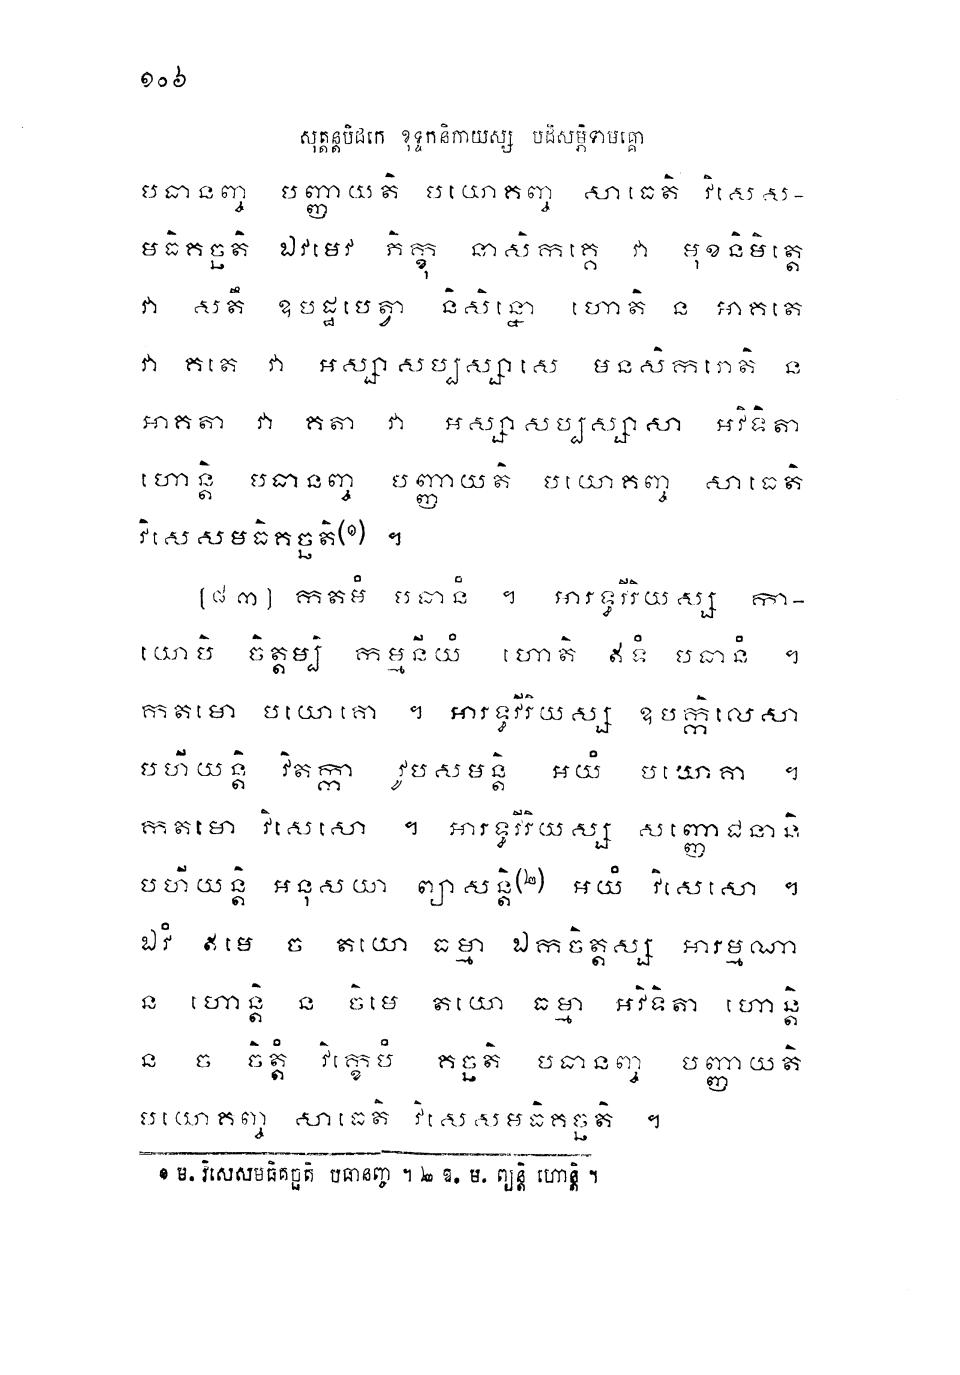 ១០៦
សុត្តន្តបិដកេ ខុទ្ទកនិកាយស្ស បដិសម្ភិទាមគ្គោ
បធានញ្ច បញ្ញាយតិ បយោគញ្ច សាធេតិ វិសេស-
មធិគច្ឆតិ ឯវមេវ ភិក្ខុ នាសិកគ្គេ វា មុខនិមិត្តេ
វា សតឹ ឧបដ្ឋបេត្វា និសិន្នោ ហោតិ ន អាគតេ
វា គតេ វា អស្សាសប្បស្សាសេ មនសិករោតិ ន
អាគតា វា គតា វា អស្សាសប្បស្សាសា អវិទិតា
ហោន្តិ បធានញ្ច បញ្ញាយតិ បយោគញ្ច សាធេតិ
វិសេសមធិគច្ឆតិ(១) ។
(៨៣) កតមំ បធានំ ។ អារទ្ធវីរិយស្ស កា-
យោបិ ចិត្តម្បិ កម្មនីយំ ហោតិ ឥទំ បធានំ ។
កតមោ បយោគោ ។ អារទ្ធវីរិយស្ស ឧបក្កិលេសា
បហីយន្តិ វិតក្កា វូបសមន្តិ អយំ បយោគោ ។
កតមោ វិសេសោ ។ អារទ្ធវីរិយស្ស សញ្ញោជនានិ
បហីយន្តិ អនុសយា ព្យាសន្តិ(២) អយំ វិសេសោ ។
ឯវំ ឥមេ ច តយោ ធម្មា ឯកចិត្តស្ស អារម្មណា
ន ហោន្តិ ន ចិមេ តយោ ធម្មា អវិទិតា ហោន្តិ
ន ច ចិត្តំ វិក្ខេបំ គច្ឆតិ បធានញ្ច បញ្ញាយតិ
បយោគញ្ច សាធេតិ វិសេសមធិគច្ឆតិ ។
១ ម. វិសេសមធិគច្ឆតិ បធានញ្ច ។ ២ ឱ. ម. ព្យន្តិ ហោន្តិ ។